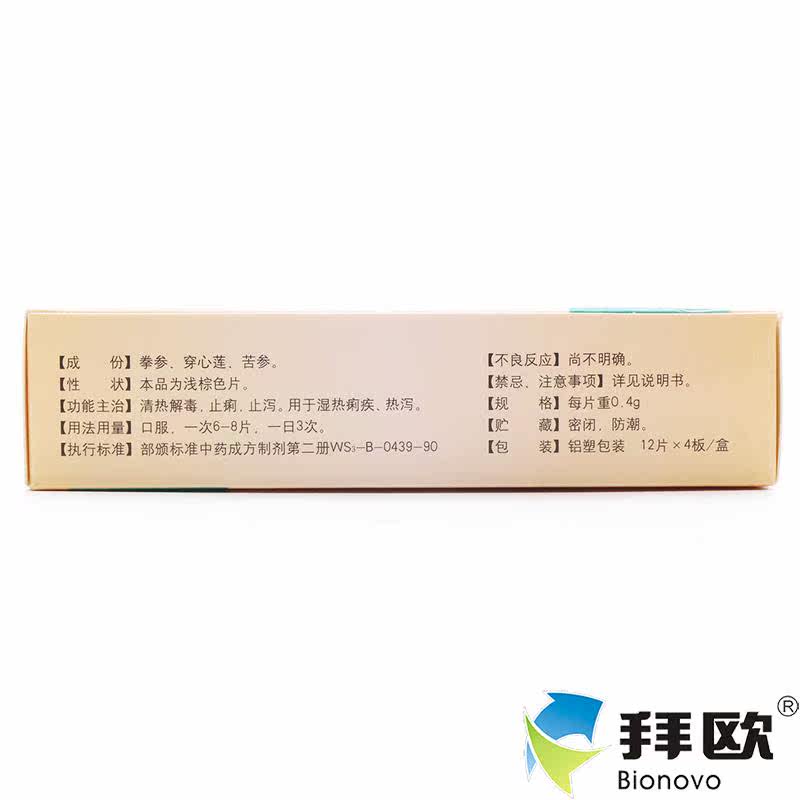 【成　份】拳参、穿心莲、苦参。
【性　状】本品为浅棕色片。
【功能主治】清热解毒，止痢，止泻。用于湿热痢疾、热泻。
【用法用量】口服，一次6-8片，一日3次。
【执行标准】部颁标准中药成方制剂第二册WS₃-B-0439-90
【不良反应】尚不明确。
【禁忌、注意事项】详见说明书。
【规　格】每片重0.4g
【贮　藏】密闭，防潮。
【包　装】铝塑包装　12片×4板/盒
拜欧®
Bionovo